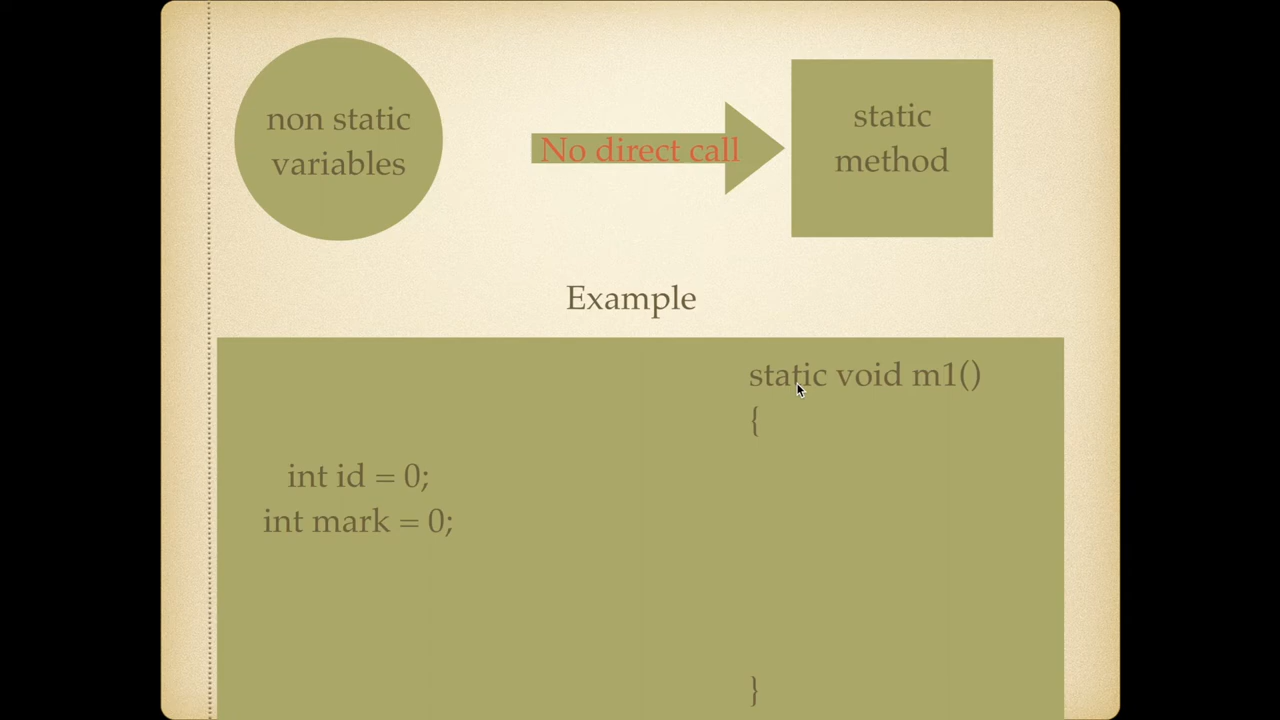 non static
variables
No direct call
static
method
Example
static void m1()
{
int id = 0;
int mark = 0;
}